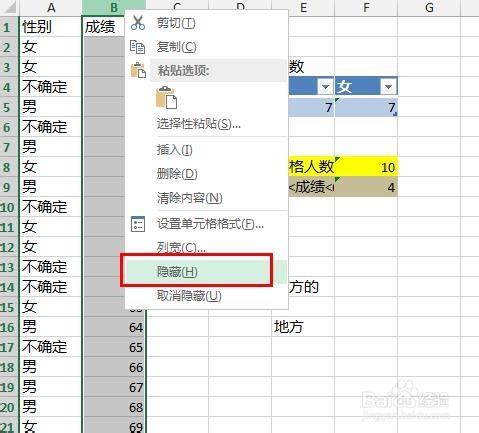 A B C D E F G
1 性别 成绩
2 女
3 女 数
4 不确定 女
5 男 7 7
6 不确定
7 男
8 女 格人数 10
9 男 <成绩< 4
10 不确定
11 女
12 女
13 不确定
14 不确定 方的
15 女
16 男 64 地方
17 不确定 65
18 男 66
19 男 67
20 男 68
21 女 69
剪切(T)
复制(C)
粘贴选项:
选择性粘贴(S)...
插入(I)
删除(D)
清除内容(N)
设置单元格格式(F)...
列宽(C)...
隐藏(H)
取消隐藏(U)
Baidu 经验
jingyan.baidu.com